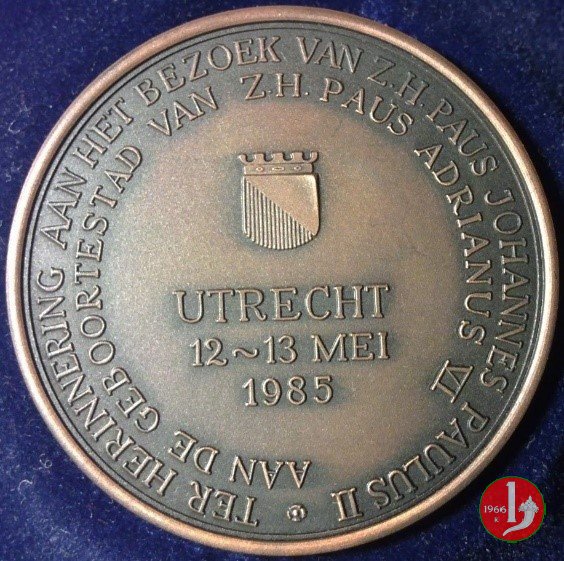 TER HERINNERING AAN HET BEZOEK VAN Z.H. PAUS JOHANNES PAULUS II
AAN DE GEBOORTESTAD VAN Z.H. PAUS ADRIANUS VI
UTRECHT
12~13 MEI
1985
1966
K